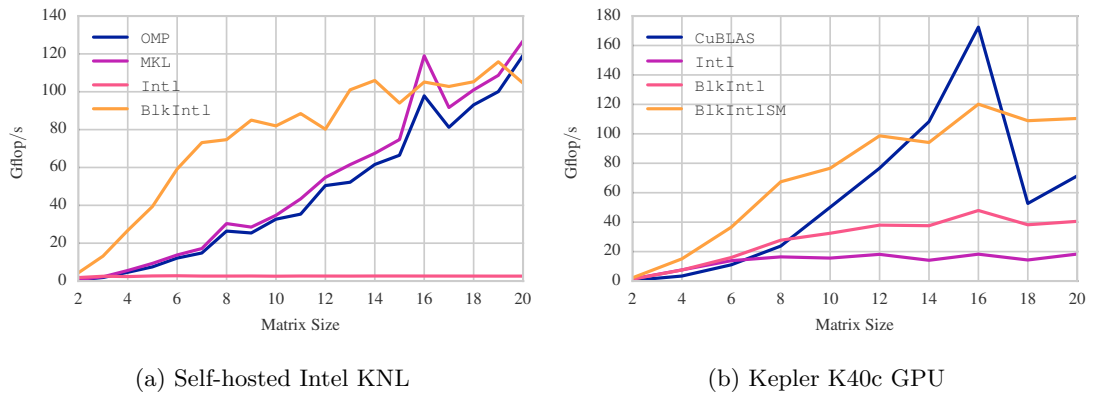 140
120
100
80
60
40
20
0
Gflop/s
OMP
MKL
Intl
BlkIntl
2 4 6 8 10 12 14 16 18 20
Matrix Size
(a) Self-hosted Intel KNL
180
160
140
120
100
80
60
40
20
0
Gflop/s
CuBLAS
Intl
BlkIntl
BlkIntlSM
2 4 6 8 10 12 14 16 18 20
Matrix Size
(b) Kepler K40c GPU